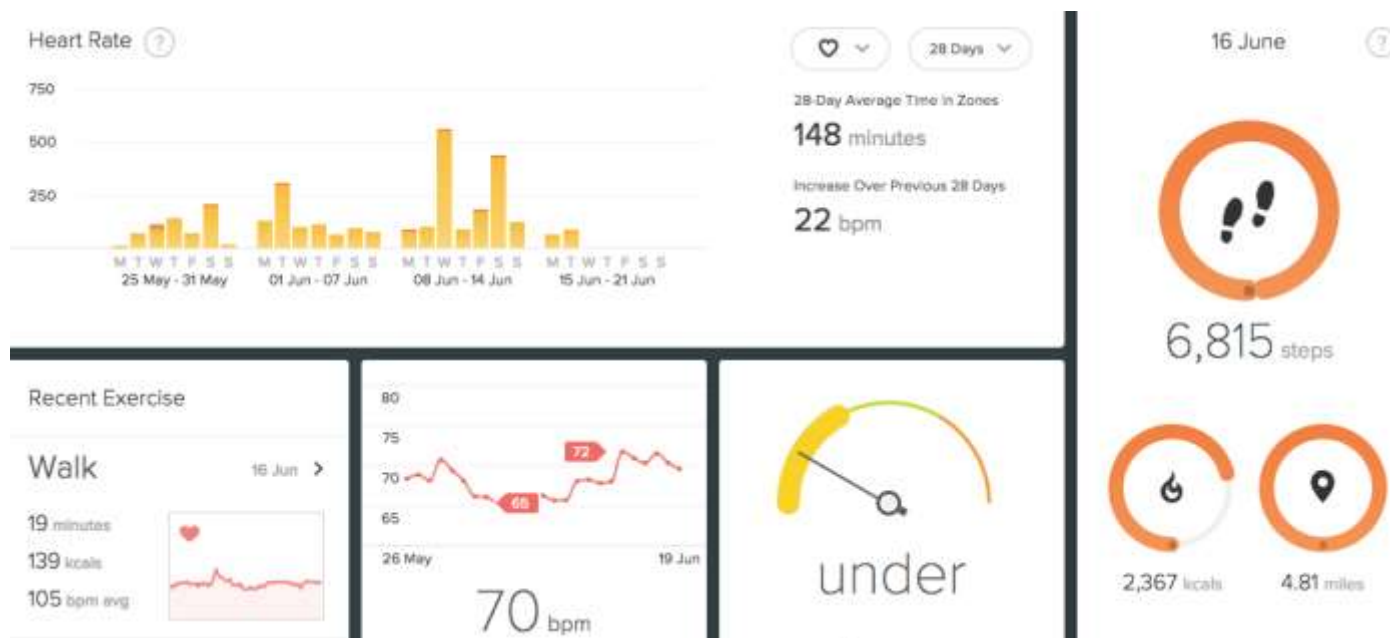 Heart Rate ?
28 Days
750
500
250
M T W T F S S
25 May - 31 May
M T W T F S S
01 Jun - 07 Jun
M T W T F S S
08 Jun - 14 Jun
M T W T F S S
15 Jun - 21 Jun
28-Day Average Time in Zones
148 minutes
Increase Over Previous 28 Days
22 bpm
16 June ?
6,815 steps
2,367 kcals
4.81 miles
Recent Exercise
Walk
16 Jun >
19 minutes
139 kcals
105 bpm avg
80
75
70
65
72
26 May
19 Jun
70 bpm
under